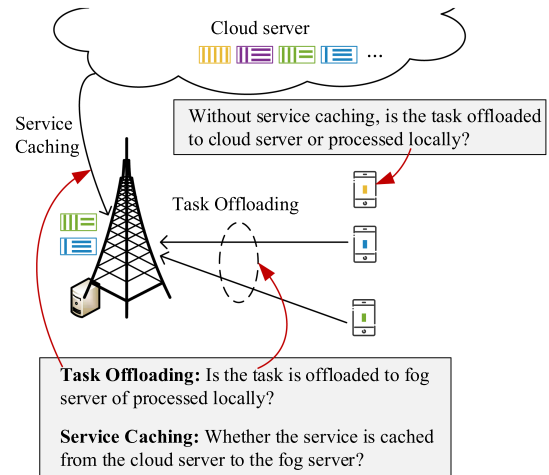 Cloud server
...
Without service caching, is the task offloaded
to cloud server or processed locally?
Service
Caching
Task Offloading
Task Offloading: Is the task is offloaded to fog
server of processed locally?
Service Caching: Whether the service is cached
from the cloud server to the fog server?